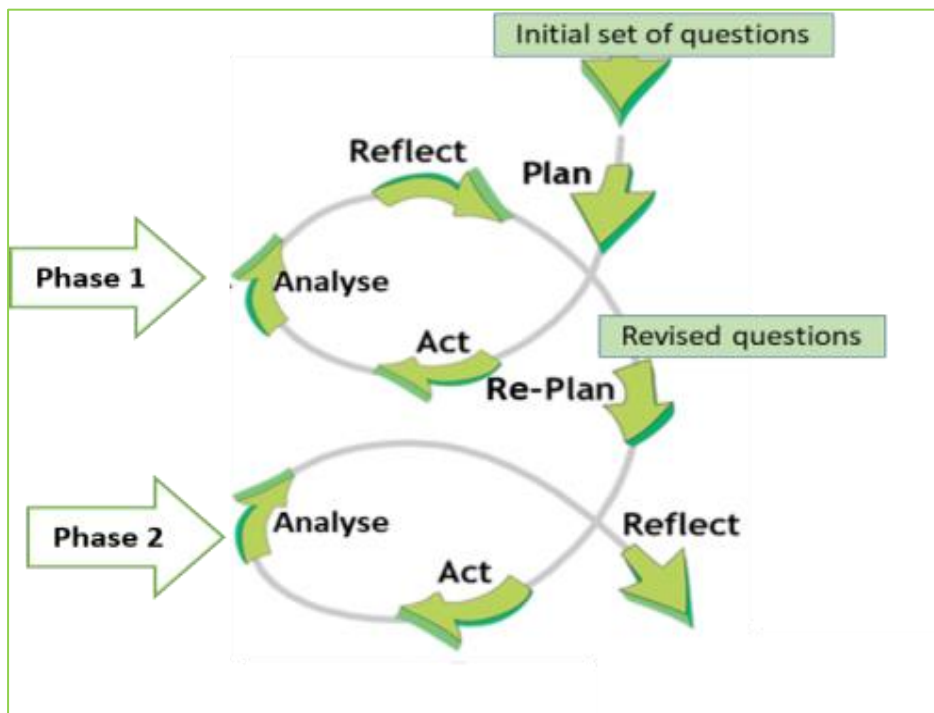 Initial set of questions
Plan
Reflect
Phase 1
Analyse
Act
Revised questions
Re-Plan
Phase 2
Analyse
Act
Reflect